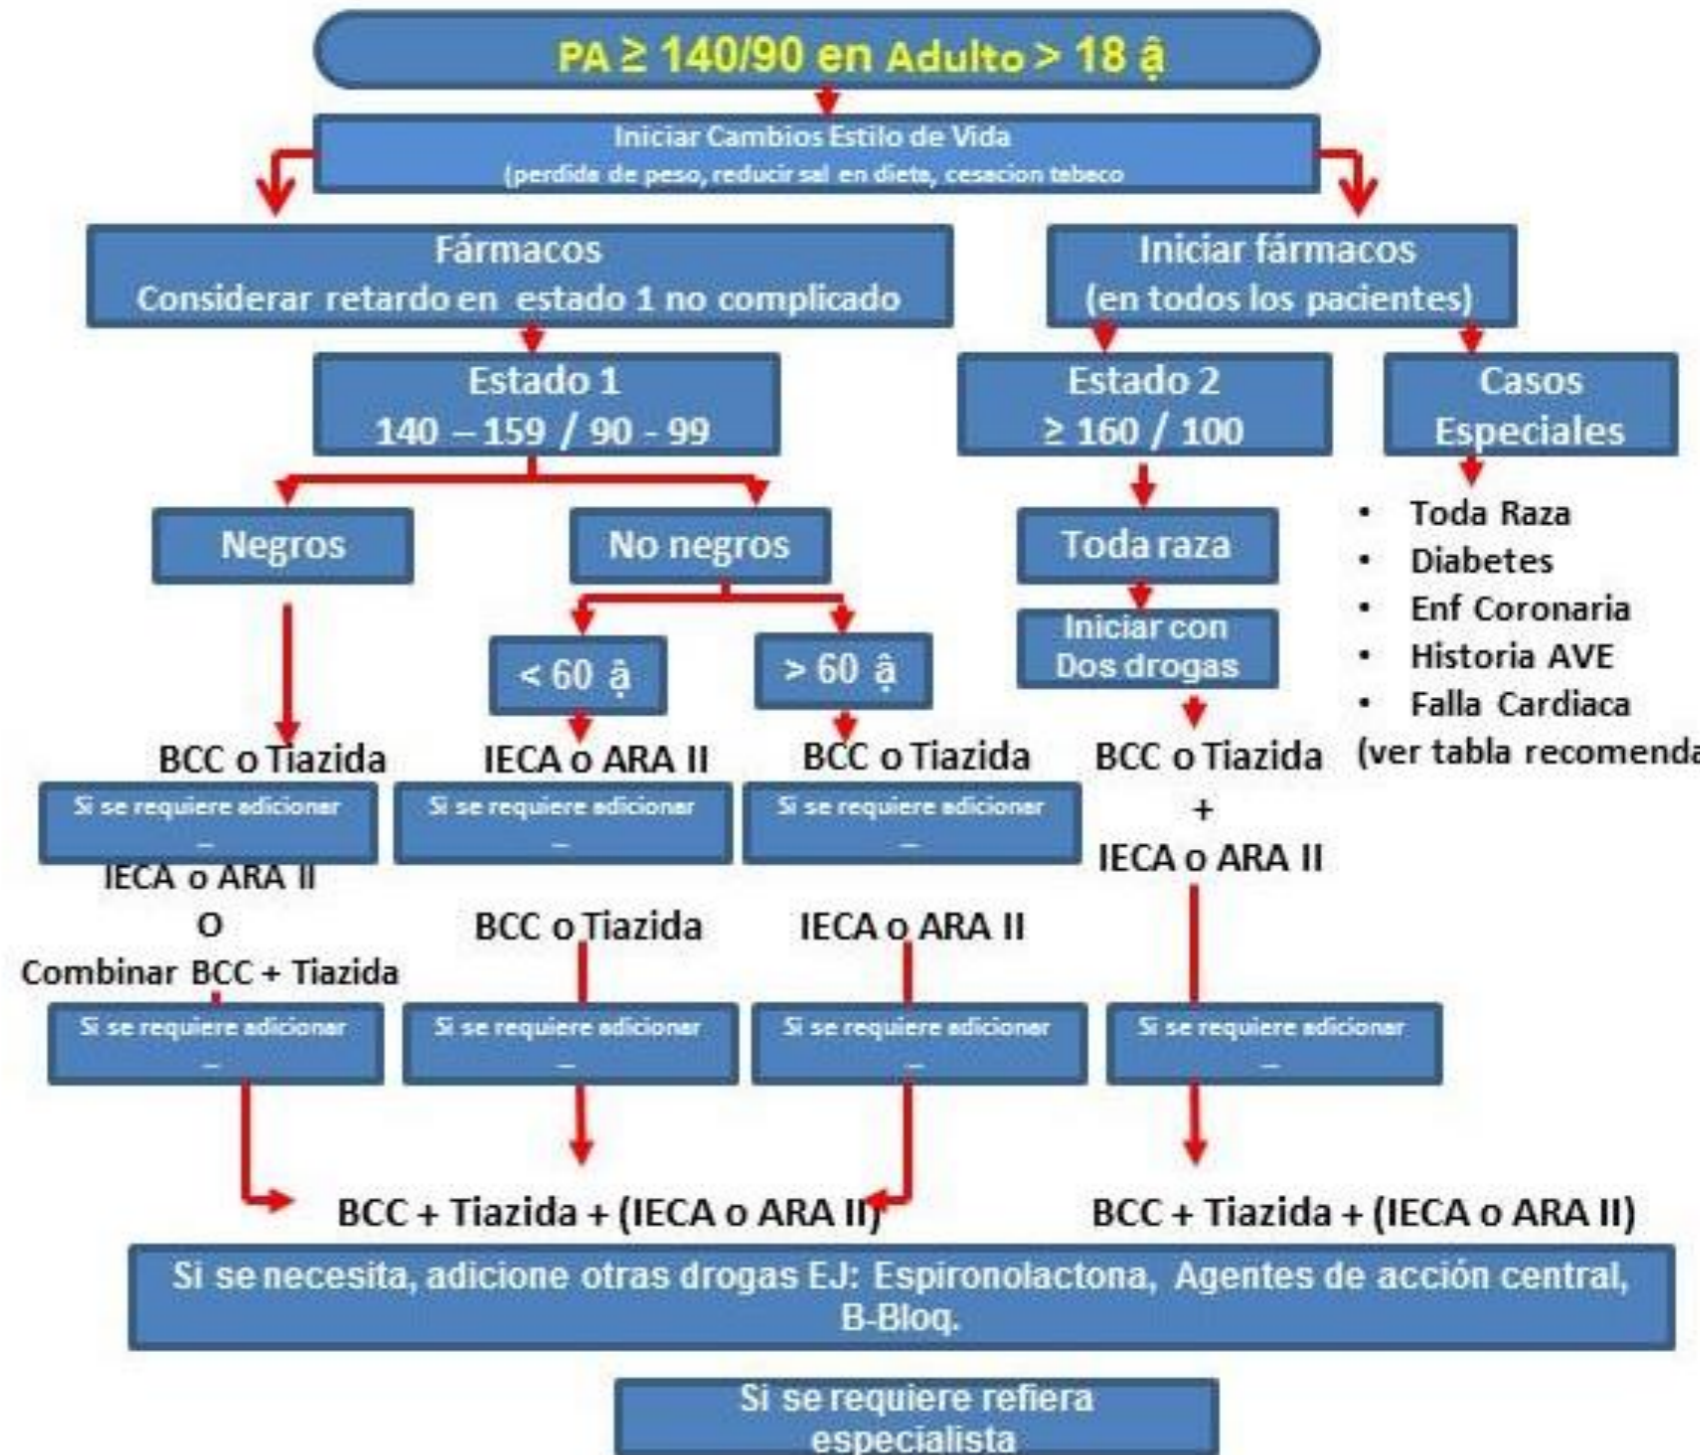 PA ≥ 140/90 en Adulto > 18 ậ
Iniciar Cambios Estilo de Vida
(perdida de peso, reducir sal en dieta, cesacion tabaco
Fármacos
Considerar retardo en estado 1 no complicado
Iniciar fármacos
(en todos los pacientes)
Estado 1
140 – 159 / 90 - 99
Estado 2
≥ 160 / 100
Casos
Especiales
Negros
No negros
Toda raza
• Toda Raza
• Diabetes
• Enf Coronaria
• Historia AVE
• Falla Cardiaca
(ver tabla recomenda
< 60 ậ
> 60 ậ
Iniciar con
Dos drogas
BCC o Tiazida
IECA o ARA II
BCC o Tiazida
BCC o Tiazida
+
IECA o ARA II
Si se requiere adicionar
–
Si se requiere adicionar
–
Si se requiere adicionar
–
IECA o ARA II
O
Combinar BCC + Tiazida
BCC o Tiazida
IECA o ARA II
Si se requiere adicionar
–
Si se requiere adicionar
–
Si se requiere adicionar
–
Si se requiere adicionar
–
BCC + Tiazida + (IECA o ARA II)
BCC + Tiazida + (IECA o ARA II)
Si se necesita, adicione otras drogas EJ: Espironolactona, Agentes de acción central,
B-Bloq.
Si se requiere refiera
especialista